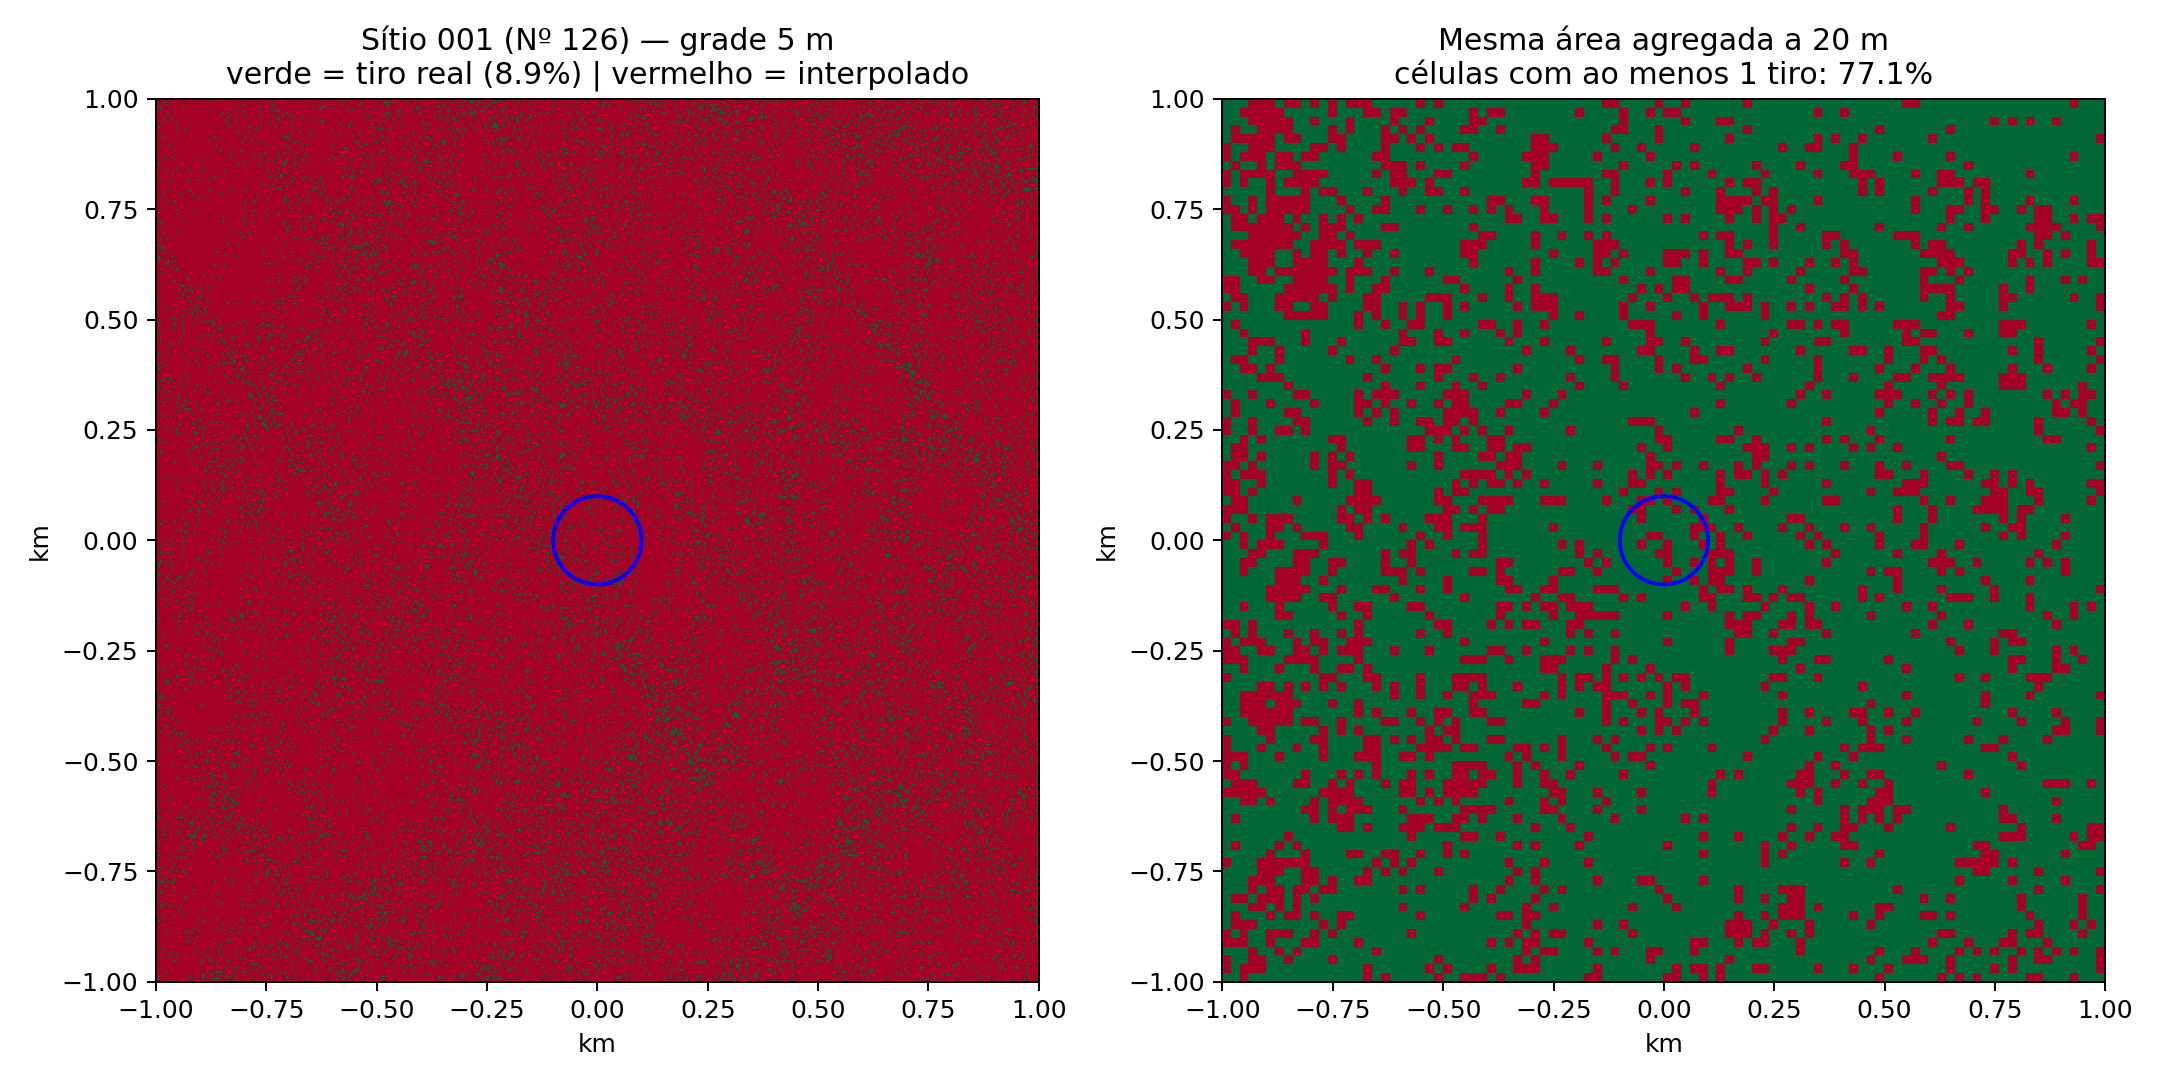 Sítio 001 (Nº 126) — grade 5 m
verde = tiro real (8.9%) | vermelho = interpolado
1.00
0.75
0.50
0.25
0.00
−0.25
−0.50
−0.75
−1.00
km
−1.00 −0.75 −0.50 −0.25 0.00 0.25 0.50 0.75 1.00
km
Mesma área agregada a 20 m
células com ao menos 1 tiro: 77.1%
1.00
0.75
0.50
0.25
0.00
−0.25
−0.50
−0.75
−1.00
km
−1.00 −0.75 −0.50 −0.25 0.00 0.25 0.50 0.75 1.00
km